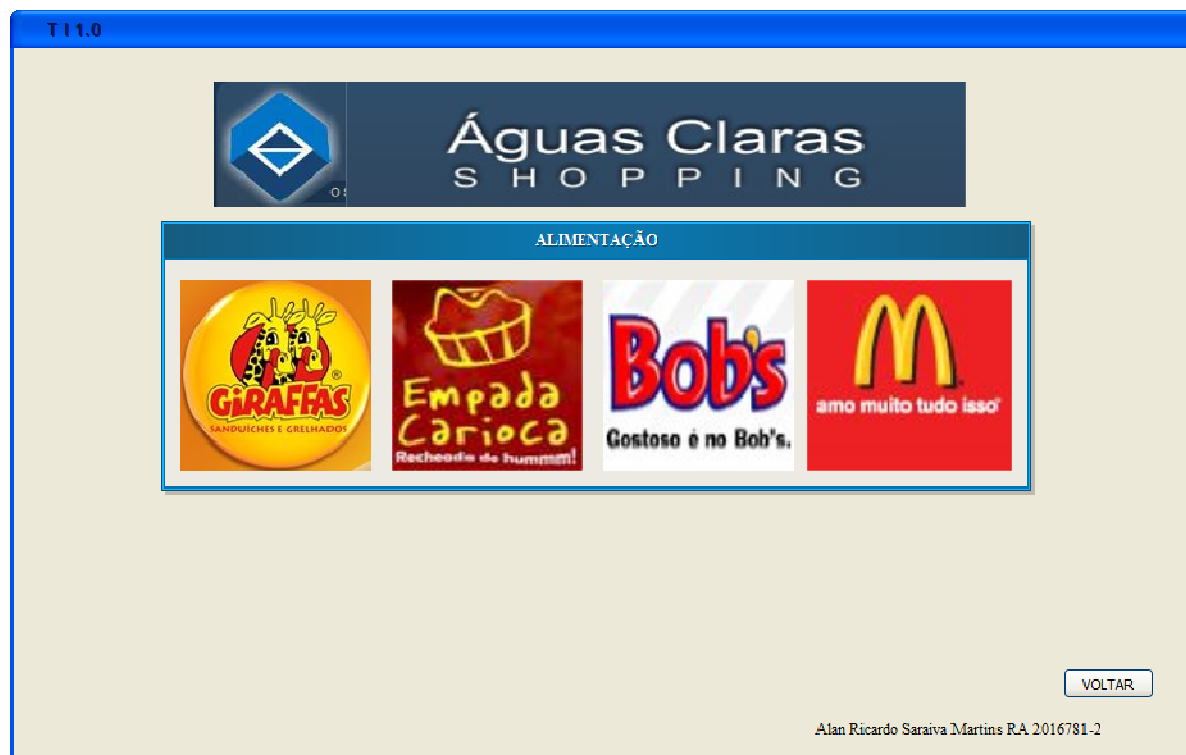 T I 1.0
Águas Claras
SHOPPING
ALIMENTAÇÃO
GIRAFFAS
SANDUÍCHES E GRELHADOS
Empada
Carioca
Recheada de hummmm!
Bob's
Gostoso é no Bob's.
amo muito tudo isso
VOLTAR
Alan Ricardo Saraiva Martins RA 2016781-2